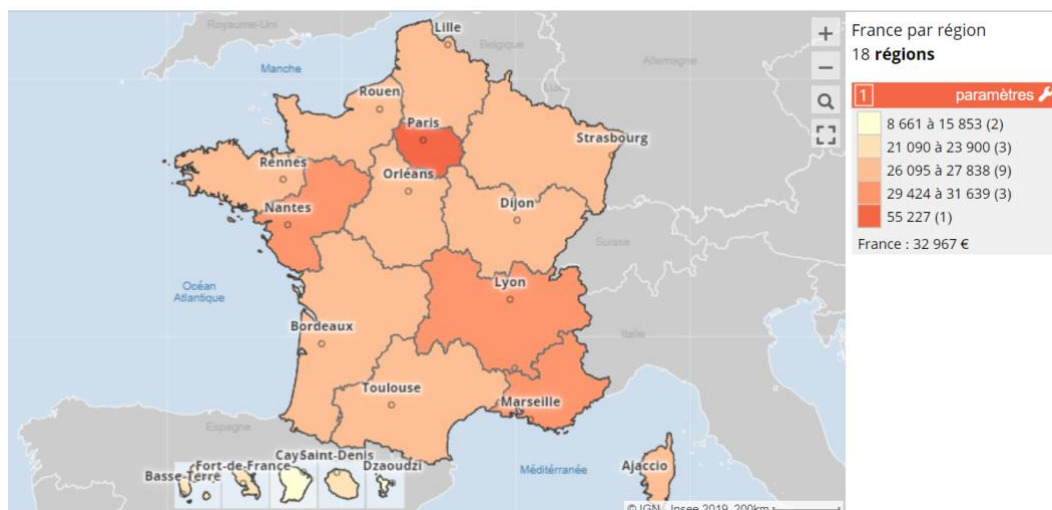 Royaume-Uni
Lille
Belgique
Allemagne
Manche
Lux
Rouen
Paris
Strasbourg
Rennes
Orléans
Nantes
Dijon
Suisse
Océan
Atlantique
Lyon
Italie
Bordeaux
Toulouse
Marseille
Espagne
Méditérranée
Ajaccio
Basse-Terre
Fort-de-France
Cay
Saint-Denis
Dzaoudzi
© IGN - Insee 2019 200km
+
−
France par région
18 régions
1 paramètres
8 661 à 15 853 (2)
21 090 à 23 900 (3)
26 095 à 27 838 (9)
29 424 à 31 639 (3)
55 227 (1)
France : 32 967 €